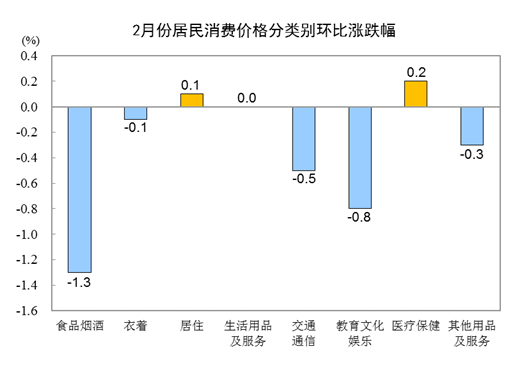 2月份居民消费价格分类别环比涨跌幅
(%)
0.4
0.2
0.0
-0.2
-0.4
-0.6
-0.8
-1.0
-1.2
-1.4
-1.6
-1.3
-0.1
0.1
0.0
-0.5
-0.8
0.2
-0.3
食品烟酒
衣着
居住
生活用品
及服务
交通
通信
教育文化
娱乐
医疗保健
其他用品
及服务